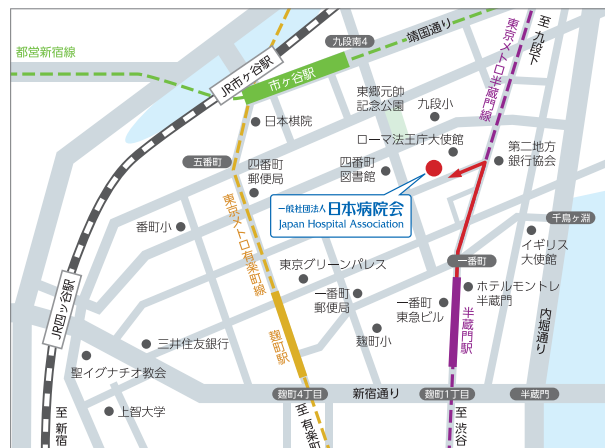 都営新宿線
JR市ヶ谷駅
市ヶ谷駅
九段南4
靖国通り
至 九段下
東京メトロ半蔵門線
東郷元帥
記念公園
九段小
日本棋院
ローマ法王庁大使館
第二地方
銀行協会
五番町
四番町
郵便局
四番町
図書館
一般社団法人 日本病院会
Japan Hospital Association
番町小
東京メトロ有楽町線
千鳥ヶ淵
イギリス
大使館
一番町
東京グリーンパレス
一番町
郵便局
ホテルモントレ
半蔵門
一番町
東急ビル
麹町小
半蔵門駅
内堀通り
JR四ッ谷駅
三井住友銀行
麹町駅
聖イグナチオ教会
上智大学
麹町4丁目
新宿通り
麹町1丁目
半蔵門
至 新宿
至 有楽町
至 渋谷